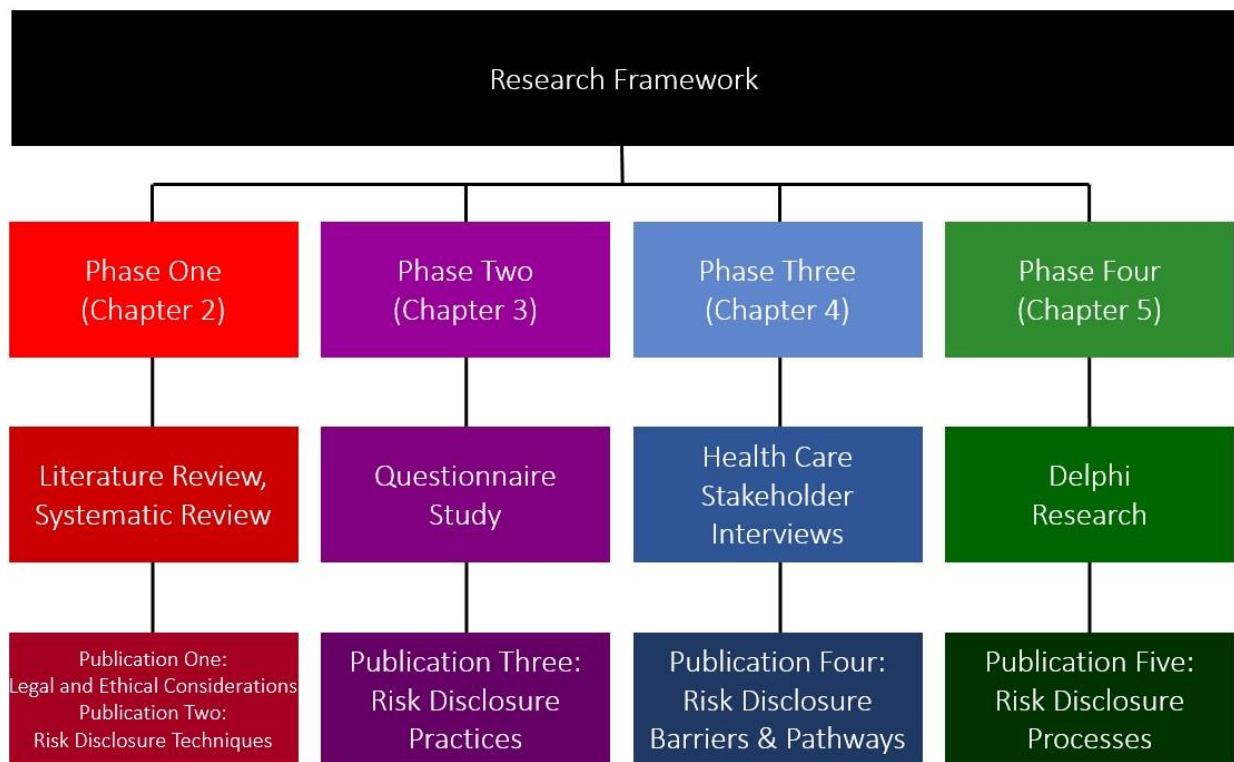 Research Framework
Phase One
(Chapter 2)
Phase Two
(Chapter 3)
Phase Three
(Chapter 4)
Phase Four
(Chapter 5)
Literature Review,
Systematic Review
Questionnaire
Study
Health Care
Stakeholder
Interviews
Delphi
Research
Publication One:
Legal and Ethical Considerations
Publication Two:
Risk Disclosure Techniques
Publication Three:
Risk Disclosure
Practices
Publication Four:
Risk Disclosure
Barriers & Pathways
Publication Five:
Risk Disclosure
Processes